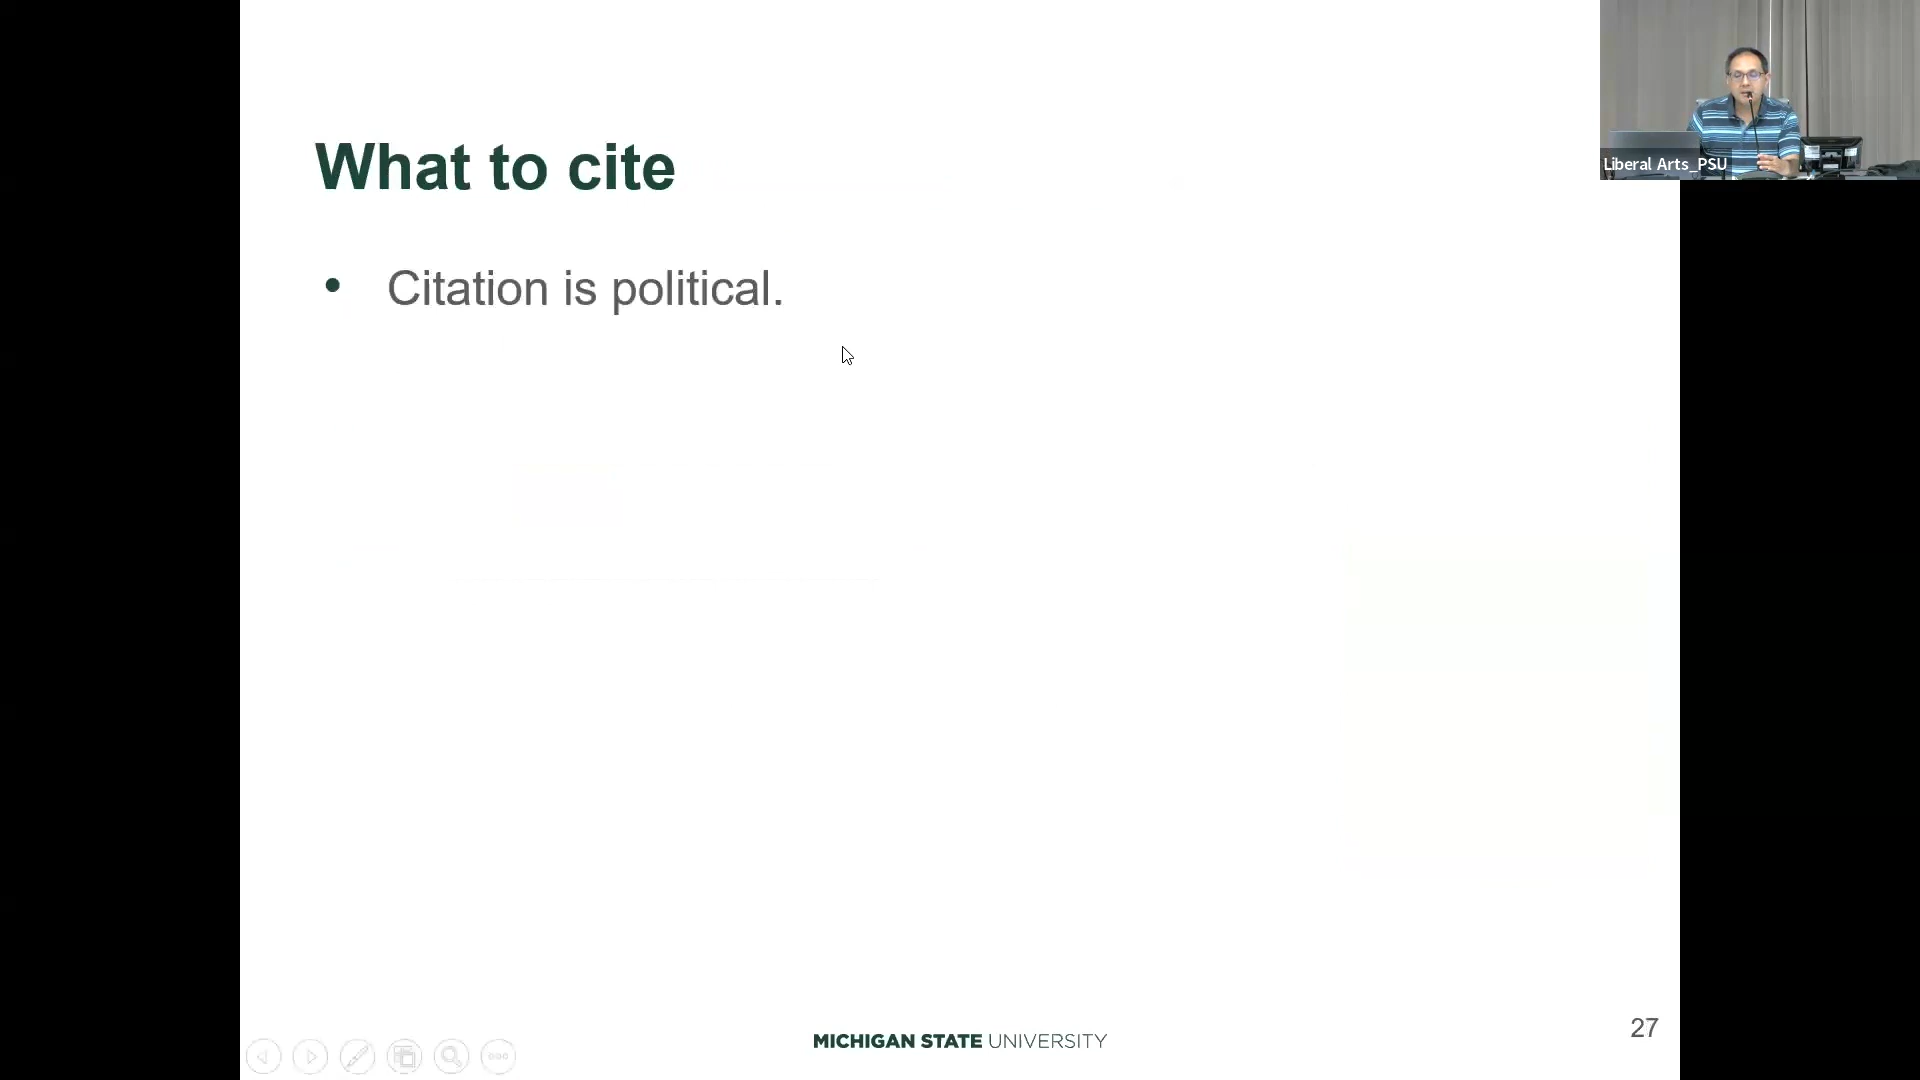 What to cite
• Citation is political.
Liberal Arts_PSU
MICHIGAN STATE UNIVERSITY
27